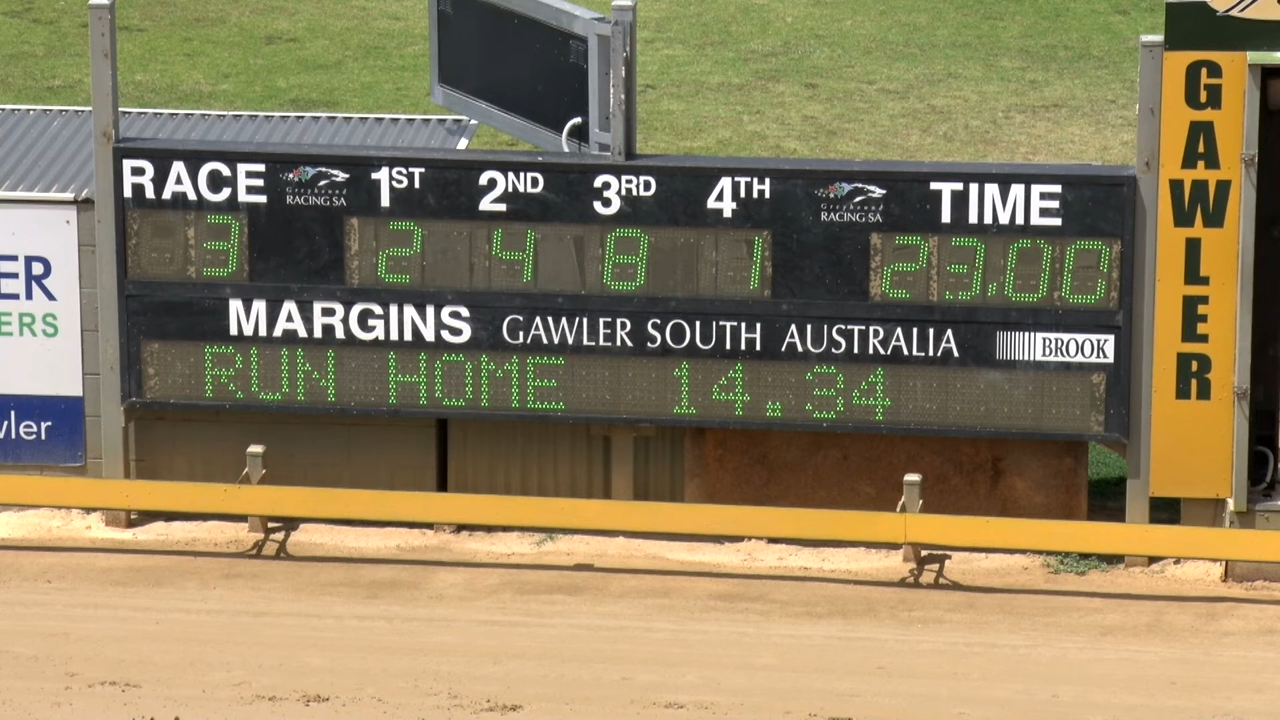 GAWLER
RACE Greyhound RACING SA 1ST 2ND 3RD 4TH Greyhound RACING SA TIME
3 2 4 8 1 23.00
MARGINS GAWLER SOUTH AUSTRALIA BROOK
RUN HOME 14.34
ER
ERS
wler